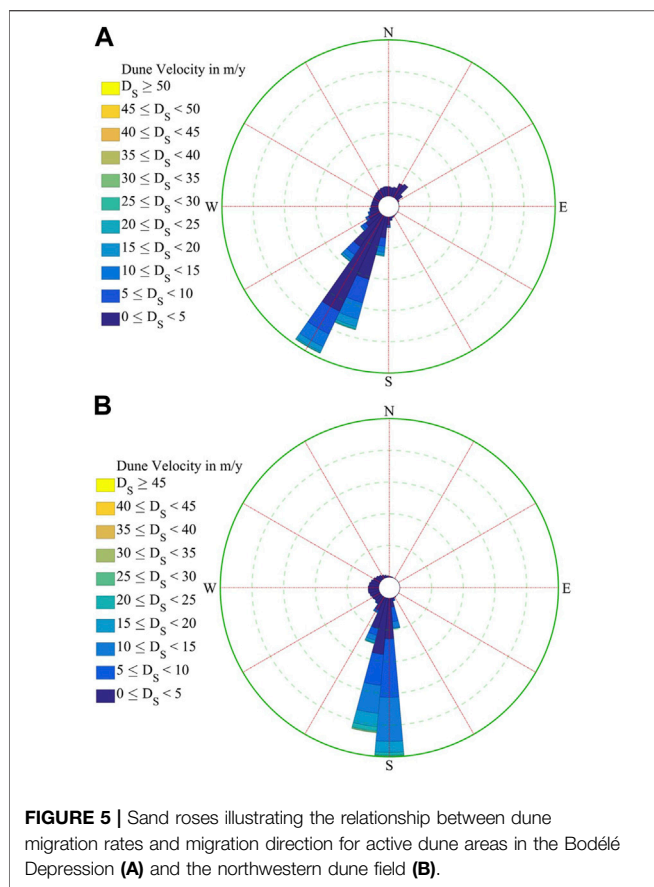 A
N
Dune Velocity in m/y
D_S ≥ 50
45 ≤ D_S < 50
40 ≤ D_S < 45
35 ≤ D_S < 40
30 ≤ D_S < 35
25 ≤ D_S < 30
20 ≤ D_S < 25
15 ≤ D_S < 20
10 ≤ D_S < 15
5 ≤ D_S < 10
0 ≤ D_S < 5
W
E
S
B
N
Dune Velocity in m/y
D_S ≥ 45
40 ≤ D_S < 45
35 ≤ D_S < 40
30 ≤ D_S < 35
25 ≤ D_S < 30
20 ≤ D_S < 25
15 ≤ D_S < 20
10 ≤ D_S < 15
5 ≤ D_S < 10
0 ≤ D_S < 5
W
E
S
FIGURE 5 | Sand roses illustrating the relationship between dune
migration rates and migration direction for active dune areas in the Bodélé
Depression (A) and the northwestern dune field (B).